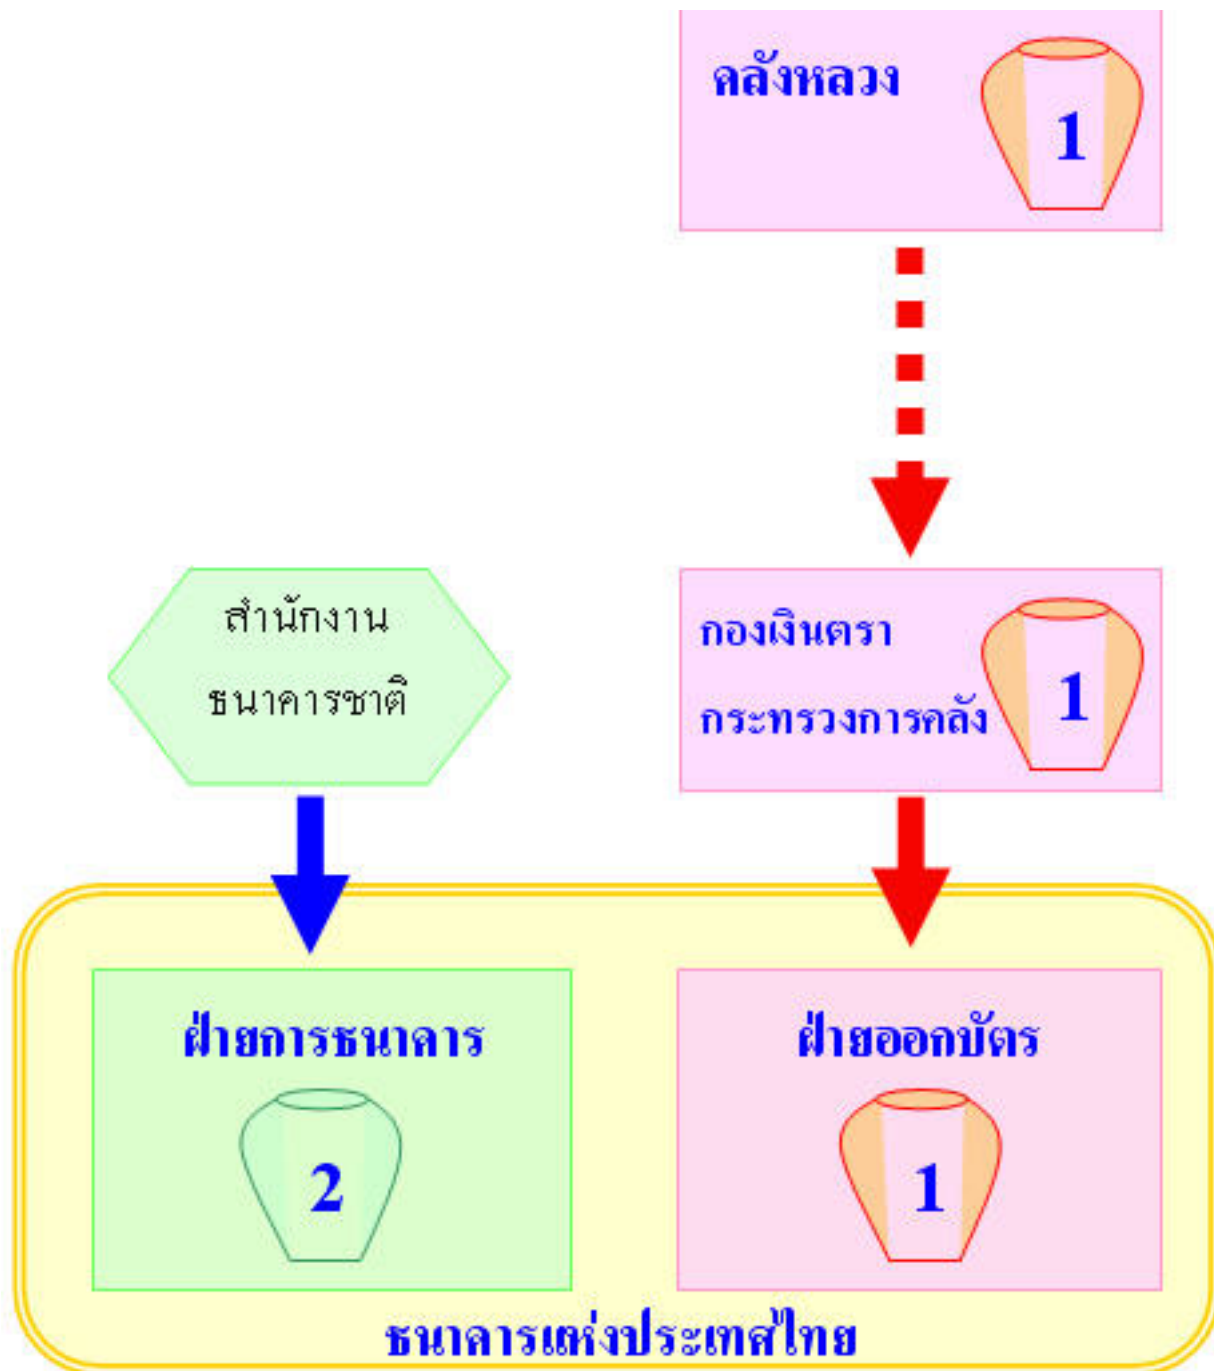 คลังหลวง
1
สำนักงาน
ธนาคารชาติ
กองเงินตรา
กระทรวงการคลัง
1
ฝ่ายการธนาคาร
2
ฝ่ายออกบัตร
1
ธนาคารแห่งประเทศไทย